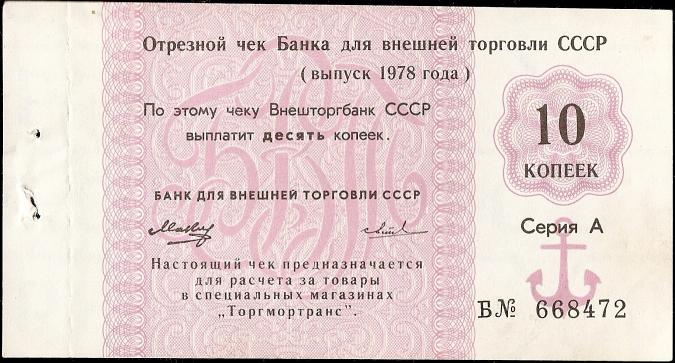 Отрезной чек Банка для внешней торговли СССР
( выпуск 1978 года )
По этому чеку Внешторгбанк СССР
выплатит десять копеек.
10
КОПЕЕК
БАНК ДЛЯ ВНЕШНЕЙ ТОРГОВЛИ СССР
Серия А
Настоящий чек предназначается
для расчета за товары
в специальных магазинах
„Торгмортранс".
Б№ 668472